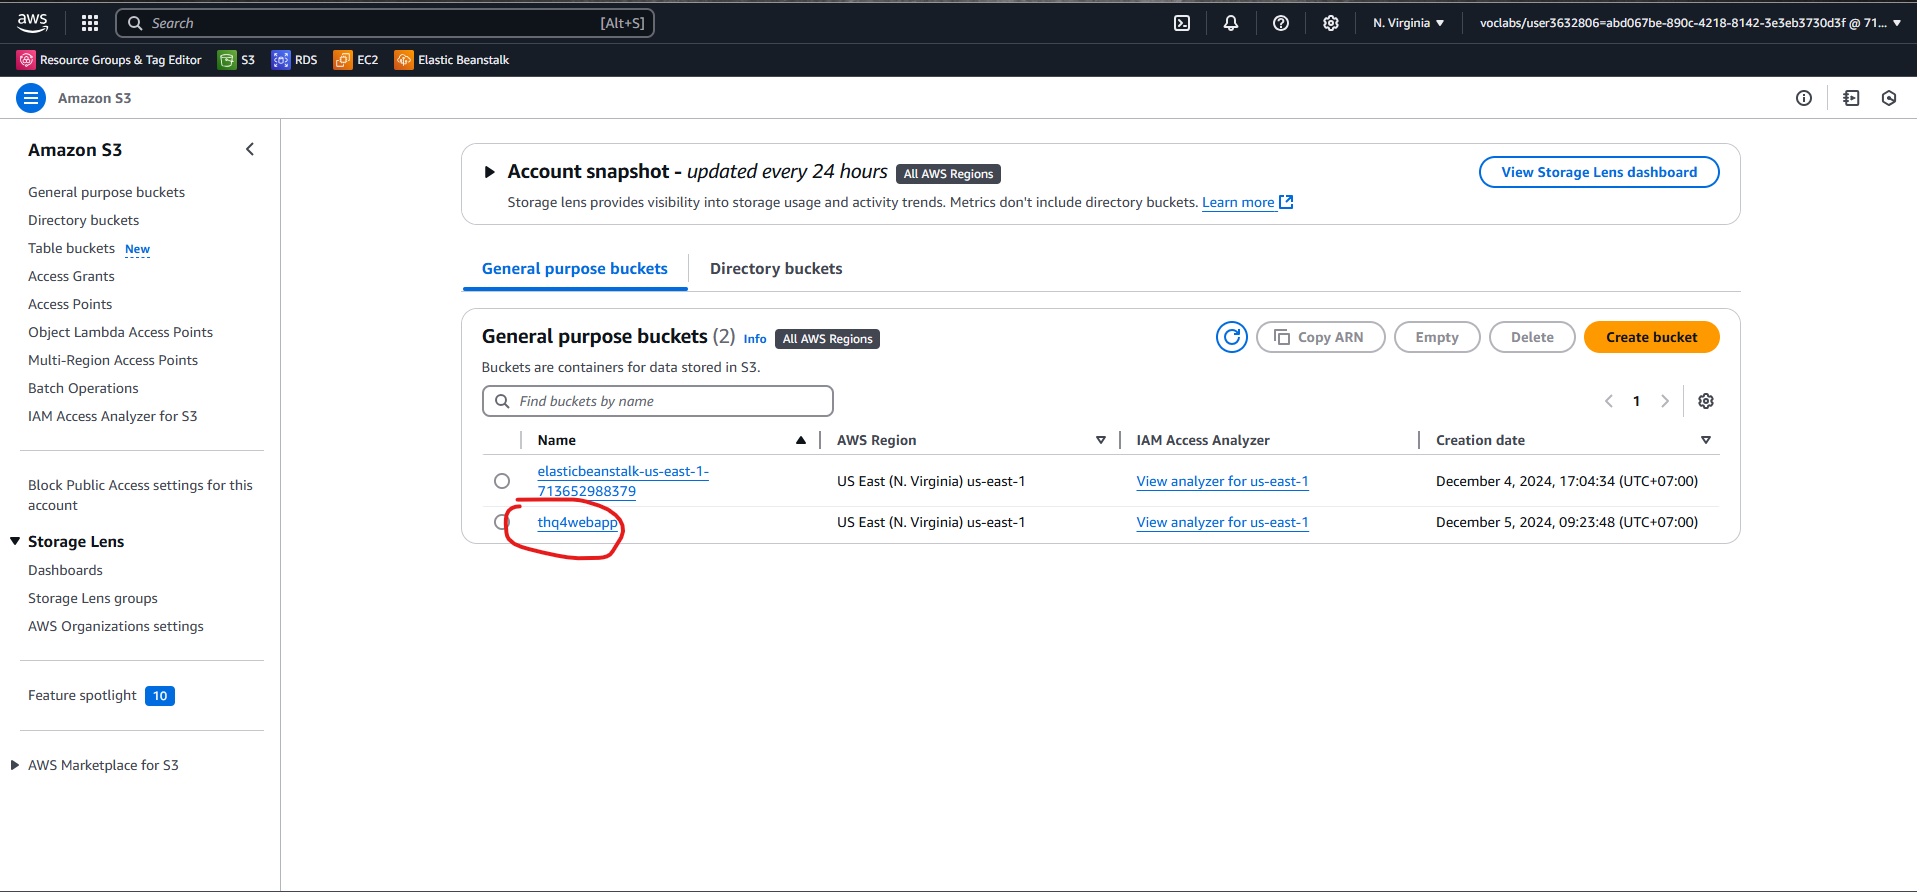 aws
Search [Alt+S]
N. Virginia
voclabs/user3632806=abd067be-890c-4218-8142-3e3eb3730d3f @ 71...
Resource Groups & Tag Editor
S3
RDS
EC2
Elastic Beanstalk
Amazon S3
Amazon S3
General purpose buckets
Directory buckets
Table buckets New
Access Grants
Access Points
Object Lambda Access Points
Multi-Region Access Points
Batch Operations
IAM Access Analyzer for S3
Block Public Access settings for this
account
Storage Lens
Dashboards
Storage Lens groups
AWS Organizations settings
Feature spotlight 10
AWS Marketplace for S3
Account snapshot - updated every 24 hours All AWS Regions
View Storage Lens dashboard
Storage lens provides visibility into storage usage and activity trends. Metrics don't include directory buckets. Learn more
General purpose buckets
Directory buckets
General purpose buckets (2) Info All AWS Regions
Copy ARN
Empty
Delete
Create bucket
Buckets are containers for data stored in S3.
Find buckets by name
1
Name AWS Region IAM Access Analyzer Creation date
elasticbeanstalk-us-east-1-
713652988379
US East (N. Virginia) us-east-1 View analyzer for us-east-1 December 4, 2024, 17:04:34 (UTC+07:00)
thq4webapp US East (N. Virginia) us-east-1 View analyzer for us-east-1 December 5, 2024, 09:23:48 (UTC+07:00)